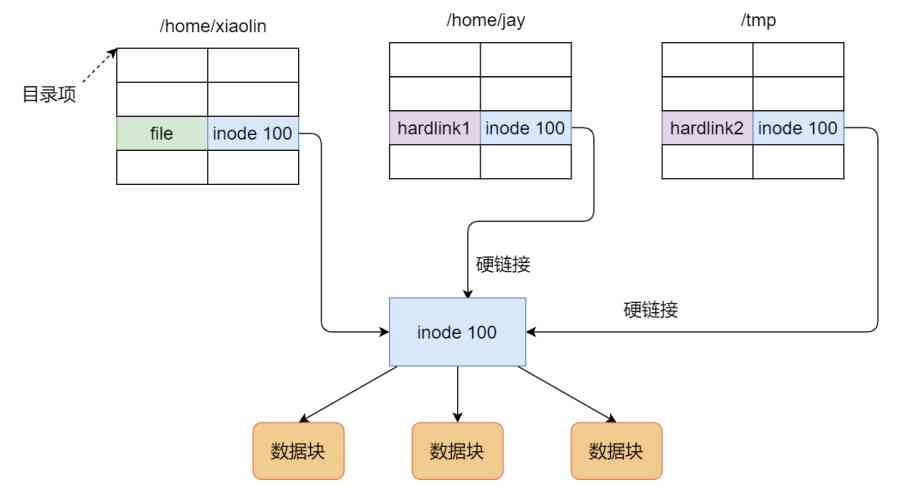 /home/xiaolin
/home/jay
/tmp
目录项
file
inode 100
hardlink1
inode 100
hardlink2
inode 100
硬链接
硬链接
inode 100
数据块
数据块
数据块